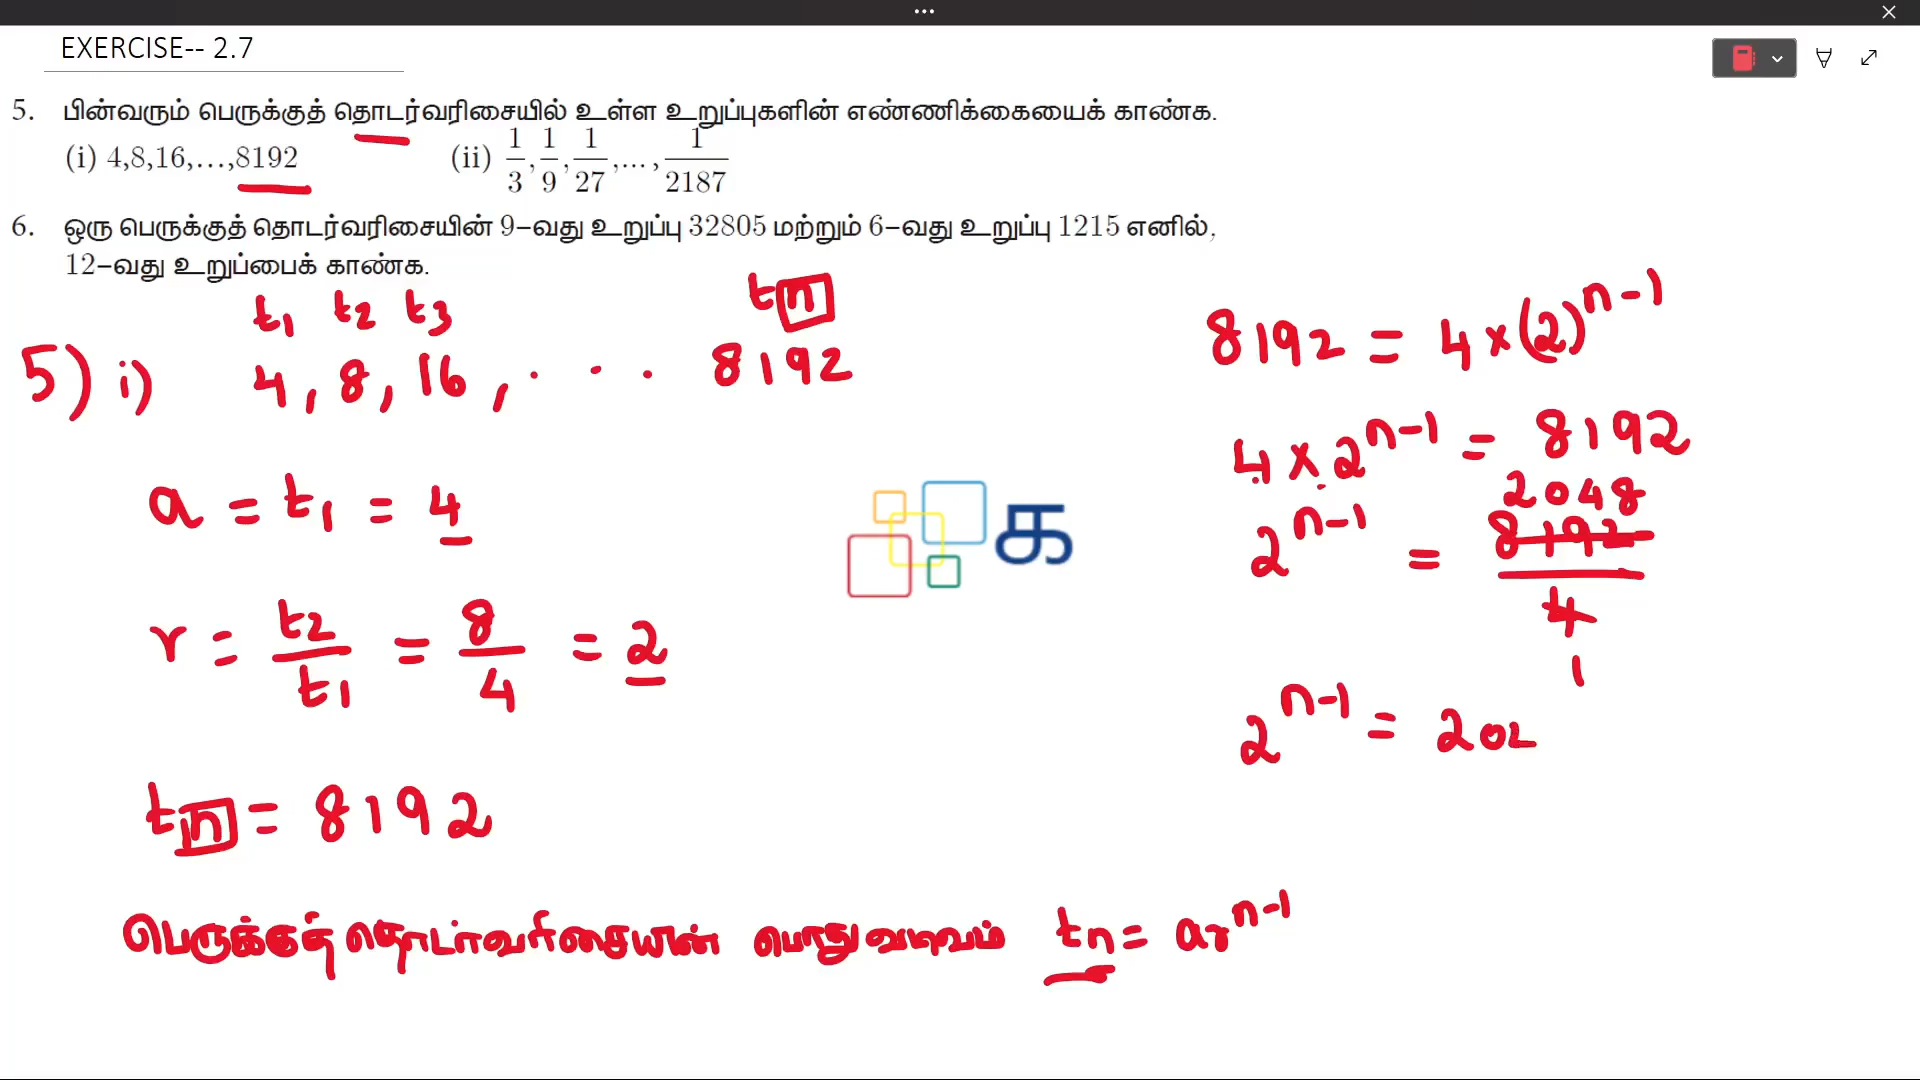 EXERCISE-- 2.7
5. பின்வரும் பெருக்குத் தொடர்வரிசையில் உள்ள உறுப்புகளின் எண்ணிக்கையைக் காண்க.
(i) 4,8,16,...,8192 (ii) 1/3, 1/9, 1/27, ..., 1/2187
6. ஒரு பெருக்குத் தொடர்வரிசையின் 9-வது உறுப்பு 32805 மற்றும் 6-வது உறுப்பு 1215 எனில்,
12-வது உறுப்பைக் காண்க.
t1 t2 t3 tn
5) i) 4, 8, 16, . . . 8192
a = t1 = 4
r = t2/t1 = 8/4 = 2
tn = 8192
பெருக்குத் தொடர்வரிசையின் பொதுவடிவம் tn = ar^n-1
8192 = 4 × (2)^n-1
4 × 2^n-1 = 8192
2048
2^n-1 = 8192/4
1
2^n-1 = 20
க